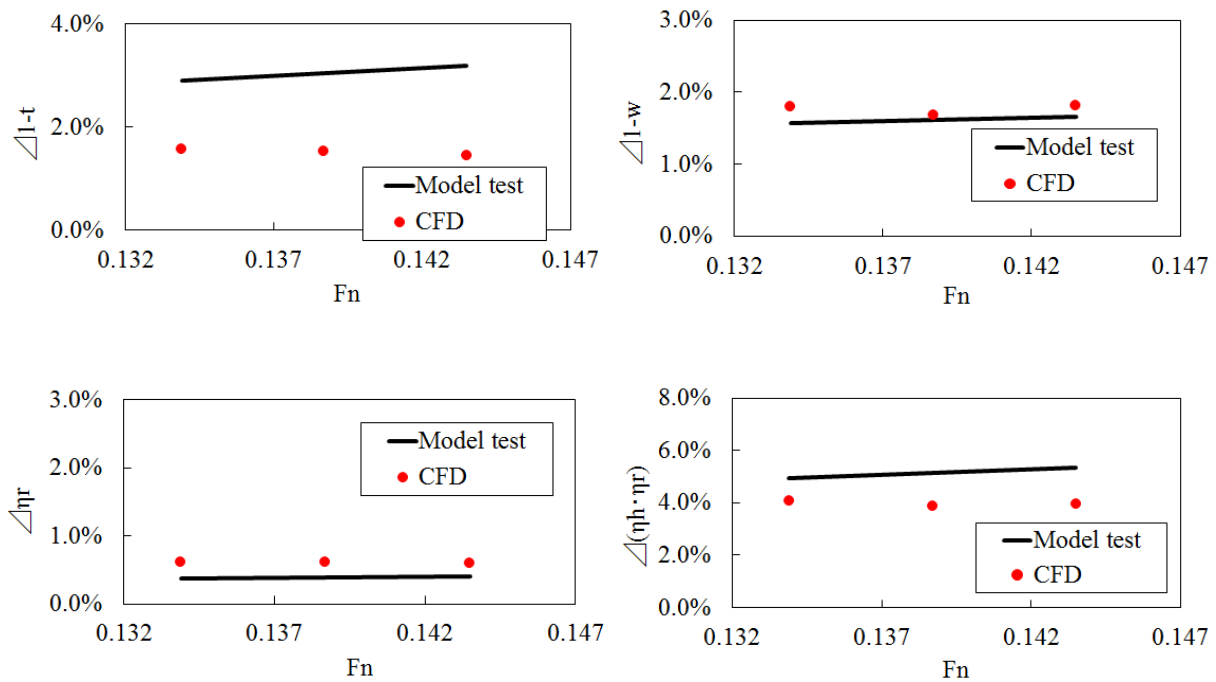 4.0%
2.0%
0.0%
⊿1-t
Model test
CFD
0.132
0.137
0.142
0.147
Fn
3.0%
2.0%
1.0%
0.0%
⊿1-w
Model test
CFD
0.132
0.137
0.142
0.147
Fn
3.0%
2.0%
1.0%
0.0%
⊿ηr
Model test
CFD
0.132
0.137
0.142
0.147
Fn
8.0%
6.0%
4.0%
2.0%
0.0%
⊿(ηh·ηr)
Model test
CFD
0.132
0.137
0.142
0.147
Fn